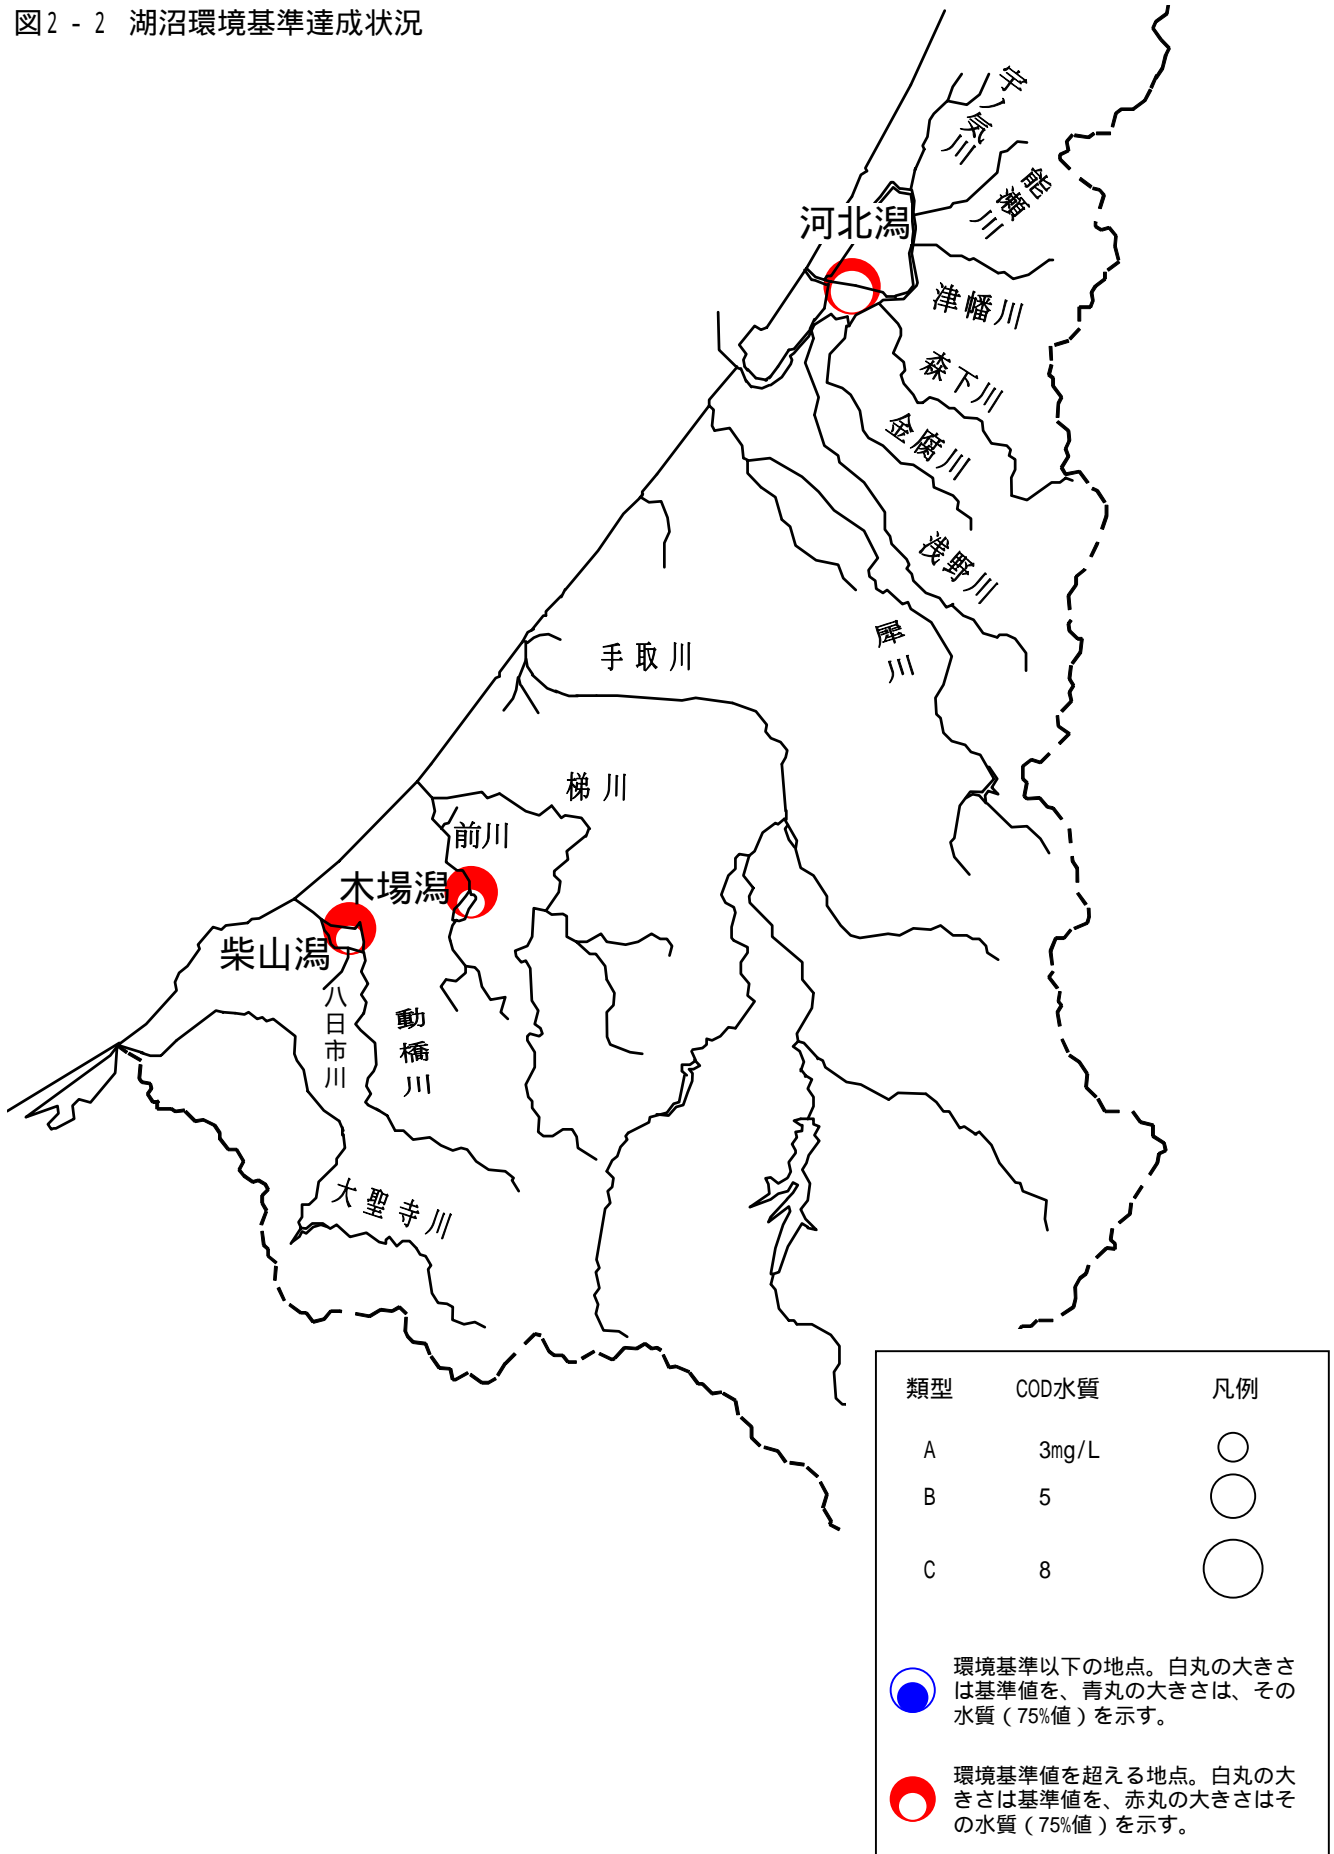 図2-2 湖沼環境基準達成状況
宇ノ気川
能瀬川
河北潟
津幡川
森下川
金腐川
浅野川
犀川
手取川
梯川
前川
木場潟
柴山潟
八日市川
動橋川
大聖寺川
類型 COD水質 凡例
A 3mg/L
B 5
C 8
環境基準以下の地点。白丸の大きさ
は基準値を、青丸の大きさは、その
水質(75%値)を示す。
環境基準値を超える地点。白丸の大
きさは基準値を、赤丸の大きさはそ
の水質(75%値)を示す。